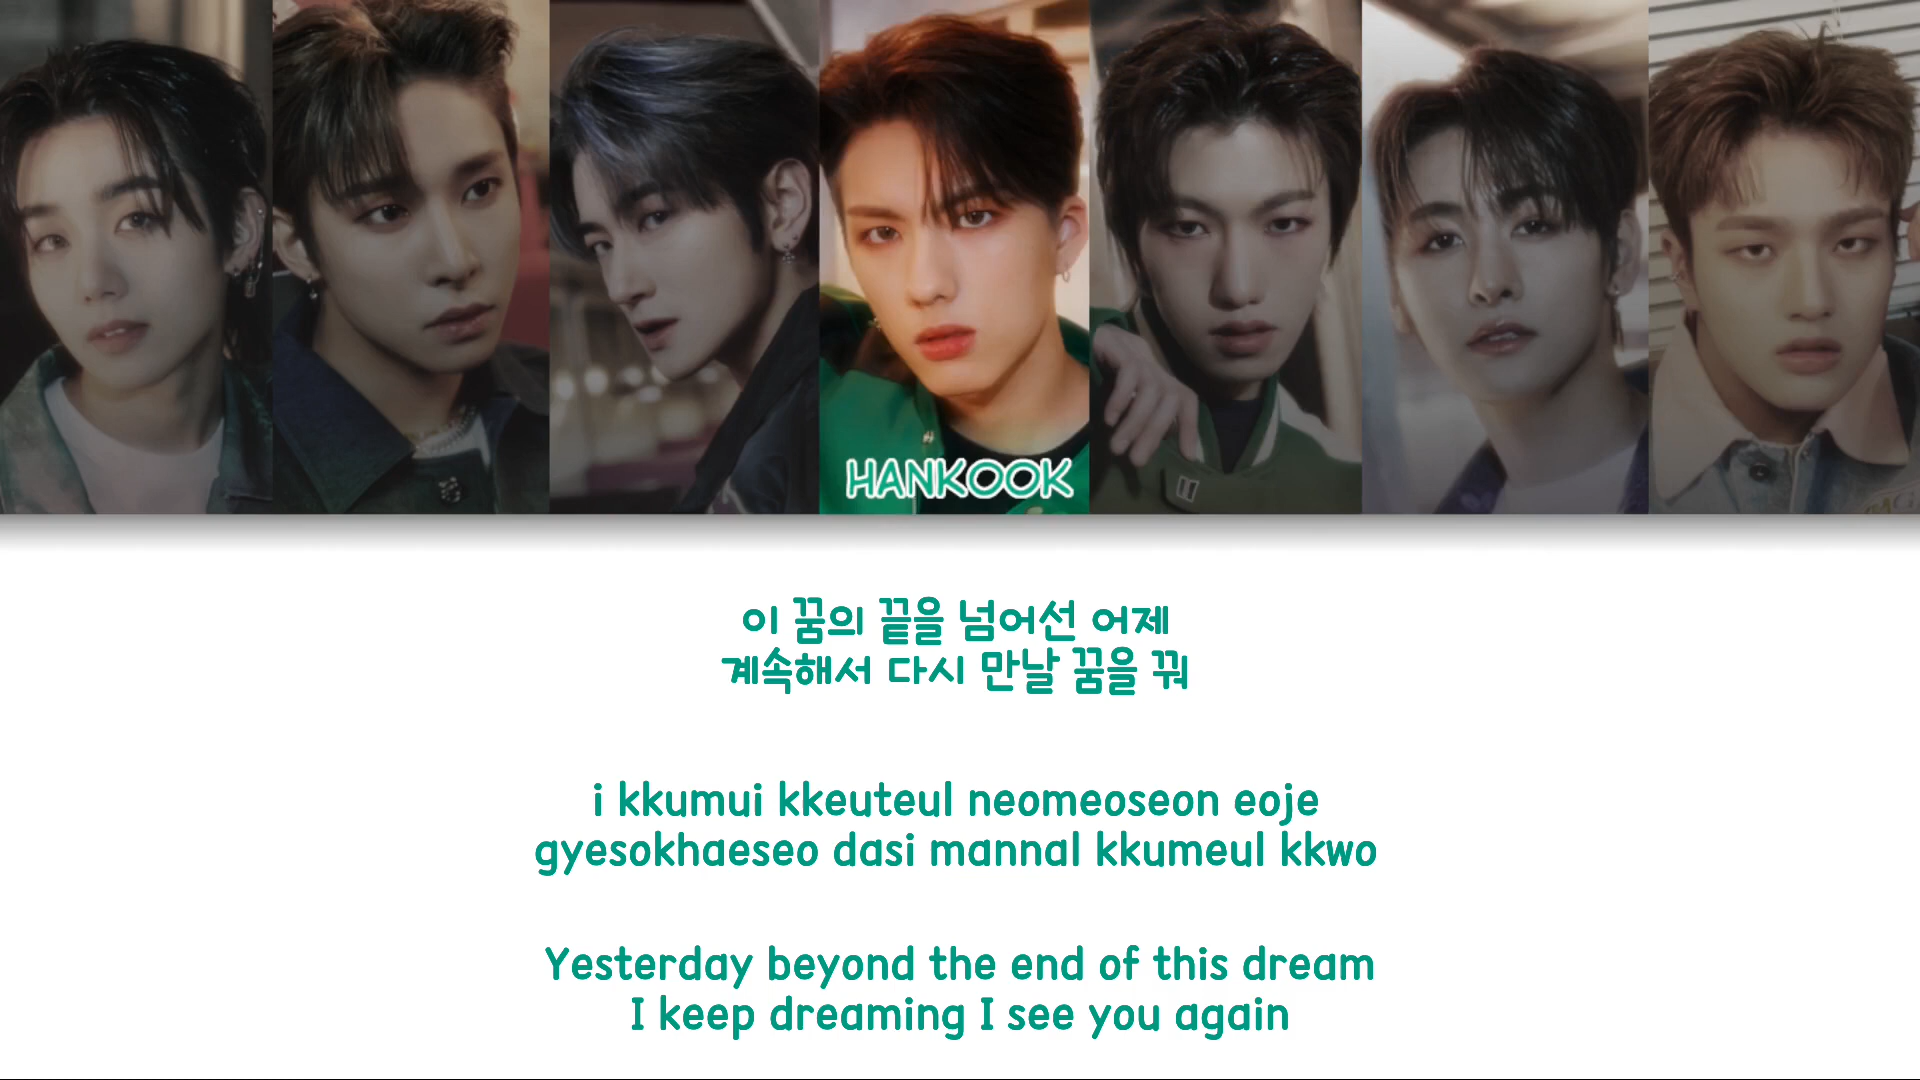 HANKOOK
이 꿈의 끝을 넘어선 어제
계속해서 다시 만날 꿈을 꿔
i kkumui kkeuteul neomeoseon eoje
gyesokhaeseo dasi mannal kkumeul kkwo
Yesterday beyond the end of this dream
I keep dreaming I see you again